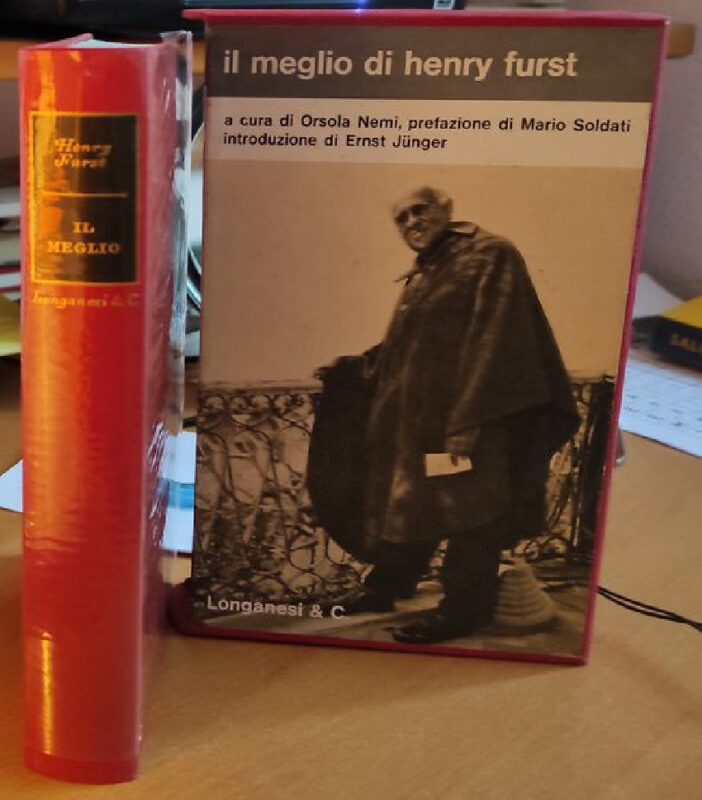 Henry
Furst
IL
MEGLIO
Longanesi & C
il meglio di henry furst
a cura di Orsola Nemi, prefazione di Mario Soldati
introduzione di Ernst Jünger
Longanesi & C.